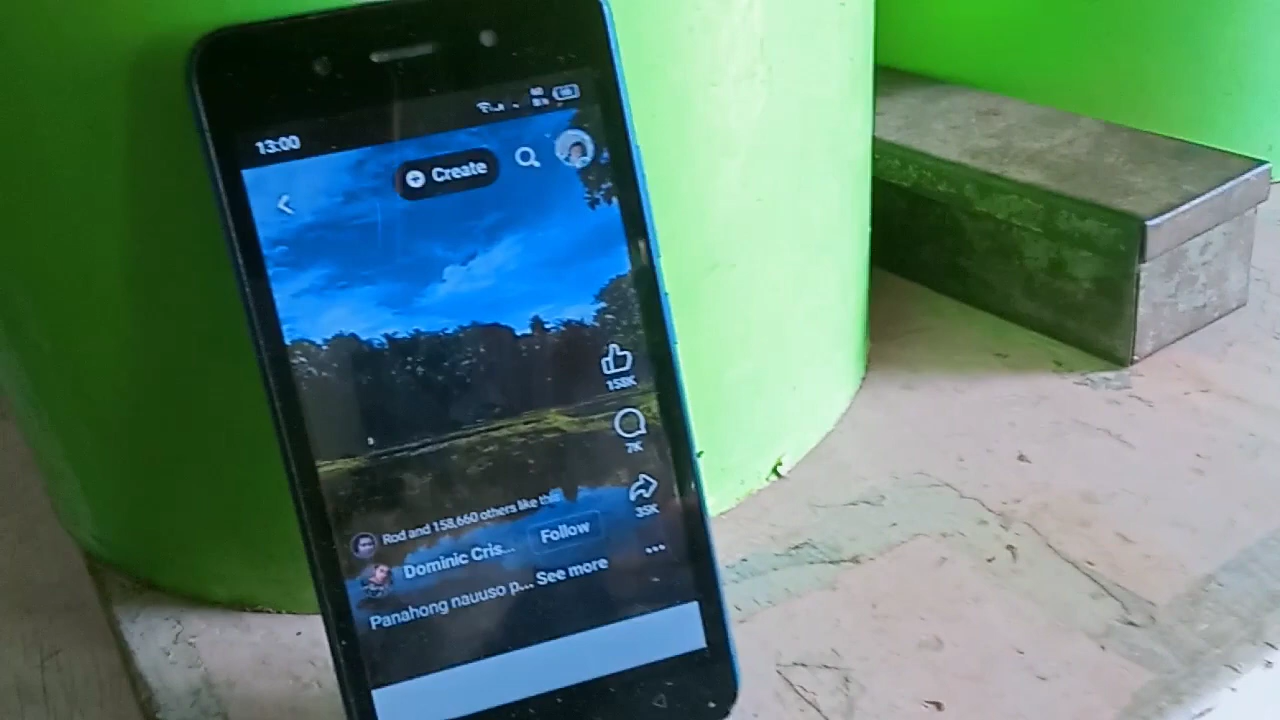 13:00
Create
158K
7K
35K
Rod and 158,660 others like this
Dominic Cris... Follow
Panahong nauuso p... See more